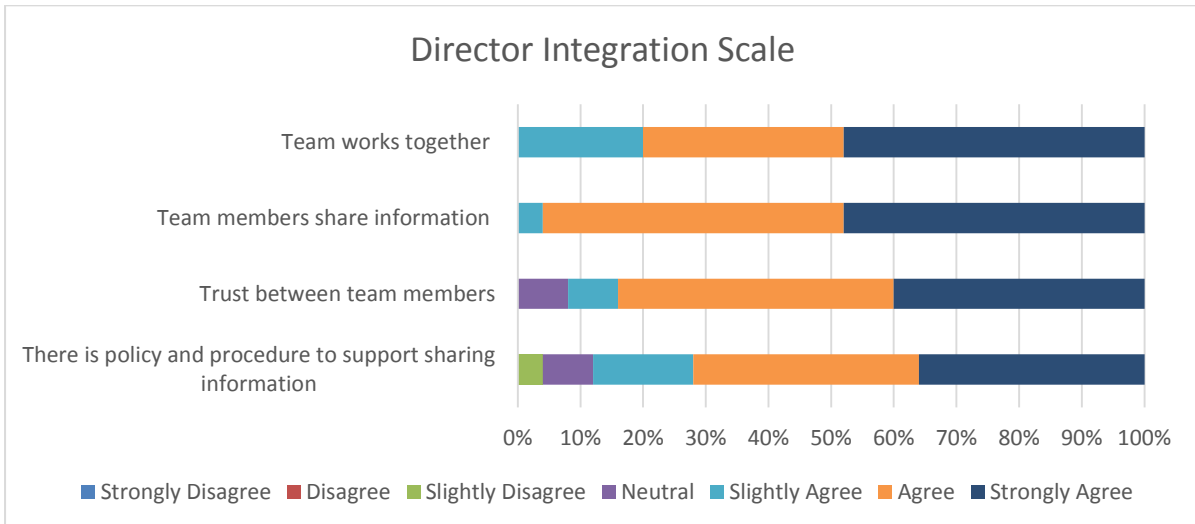 Director Integration Scale
Team works together
Team members share information
Trust between team members
There is policy and procedure to support sharing
information
0% 10% 20% 30% 40% 50% 60% 70% 80% 90% 100%
Strongly Disagree Disagree Slightly Disagree Neutral Slightly Agree Agree Strongly Agree